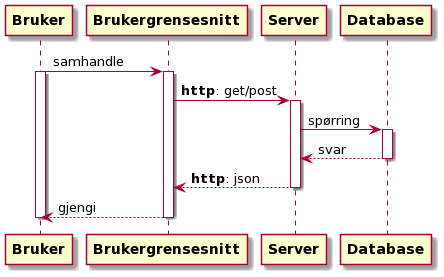 Bruker Brukergrensesnitt Server Database
samhandle
http: get/post
spørring
svar
http: json
gjengi
Bruker Brukergrensesnitt Server Database